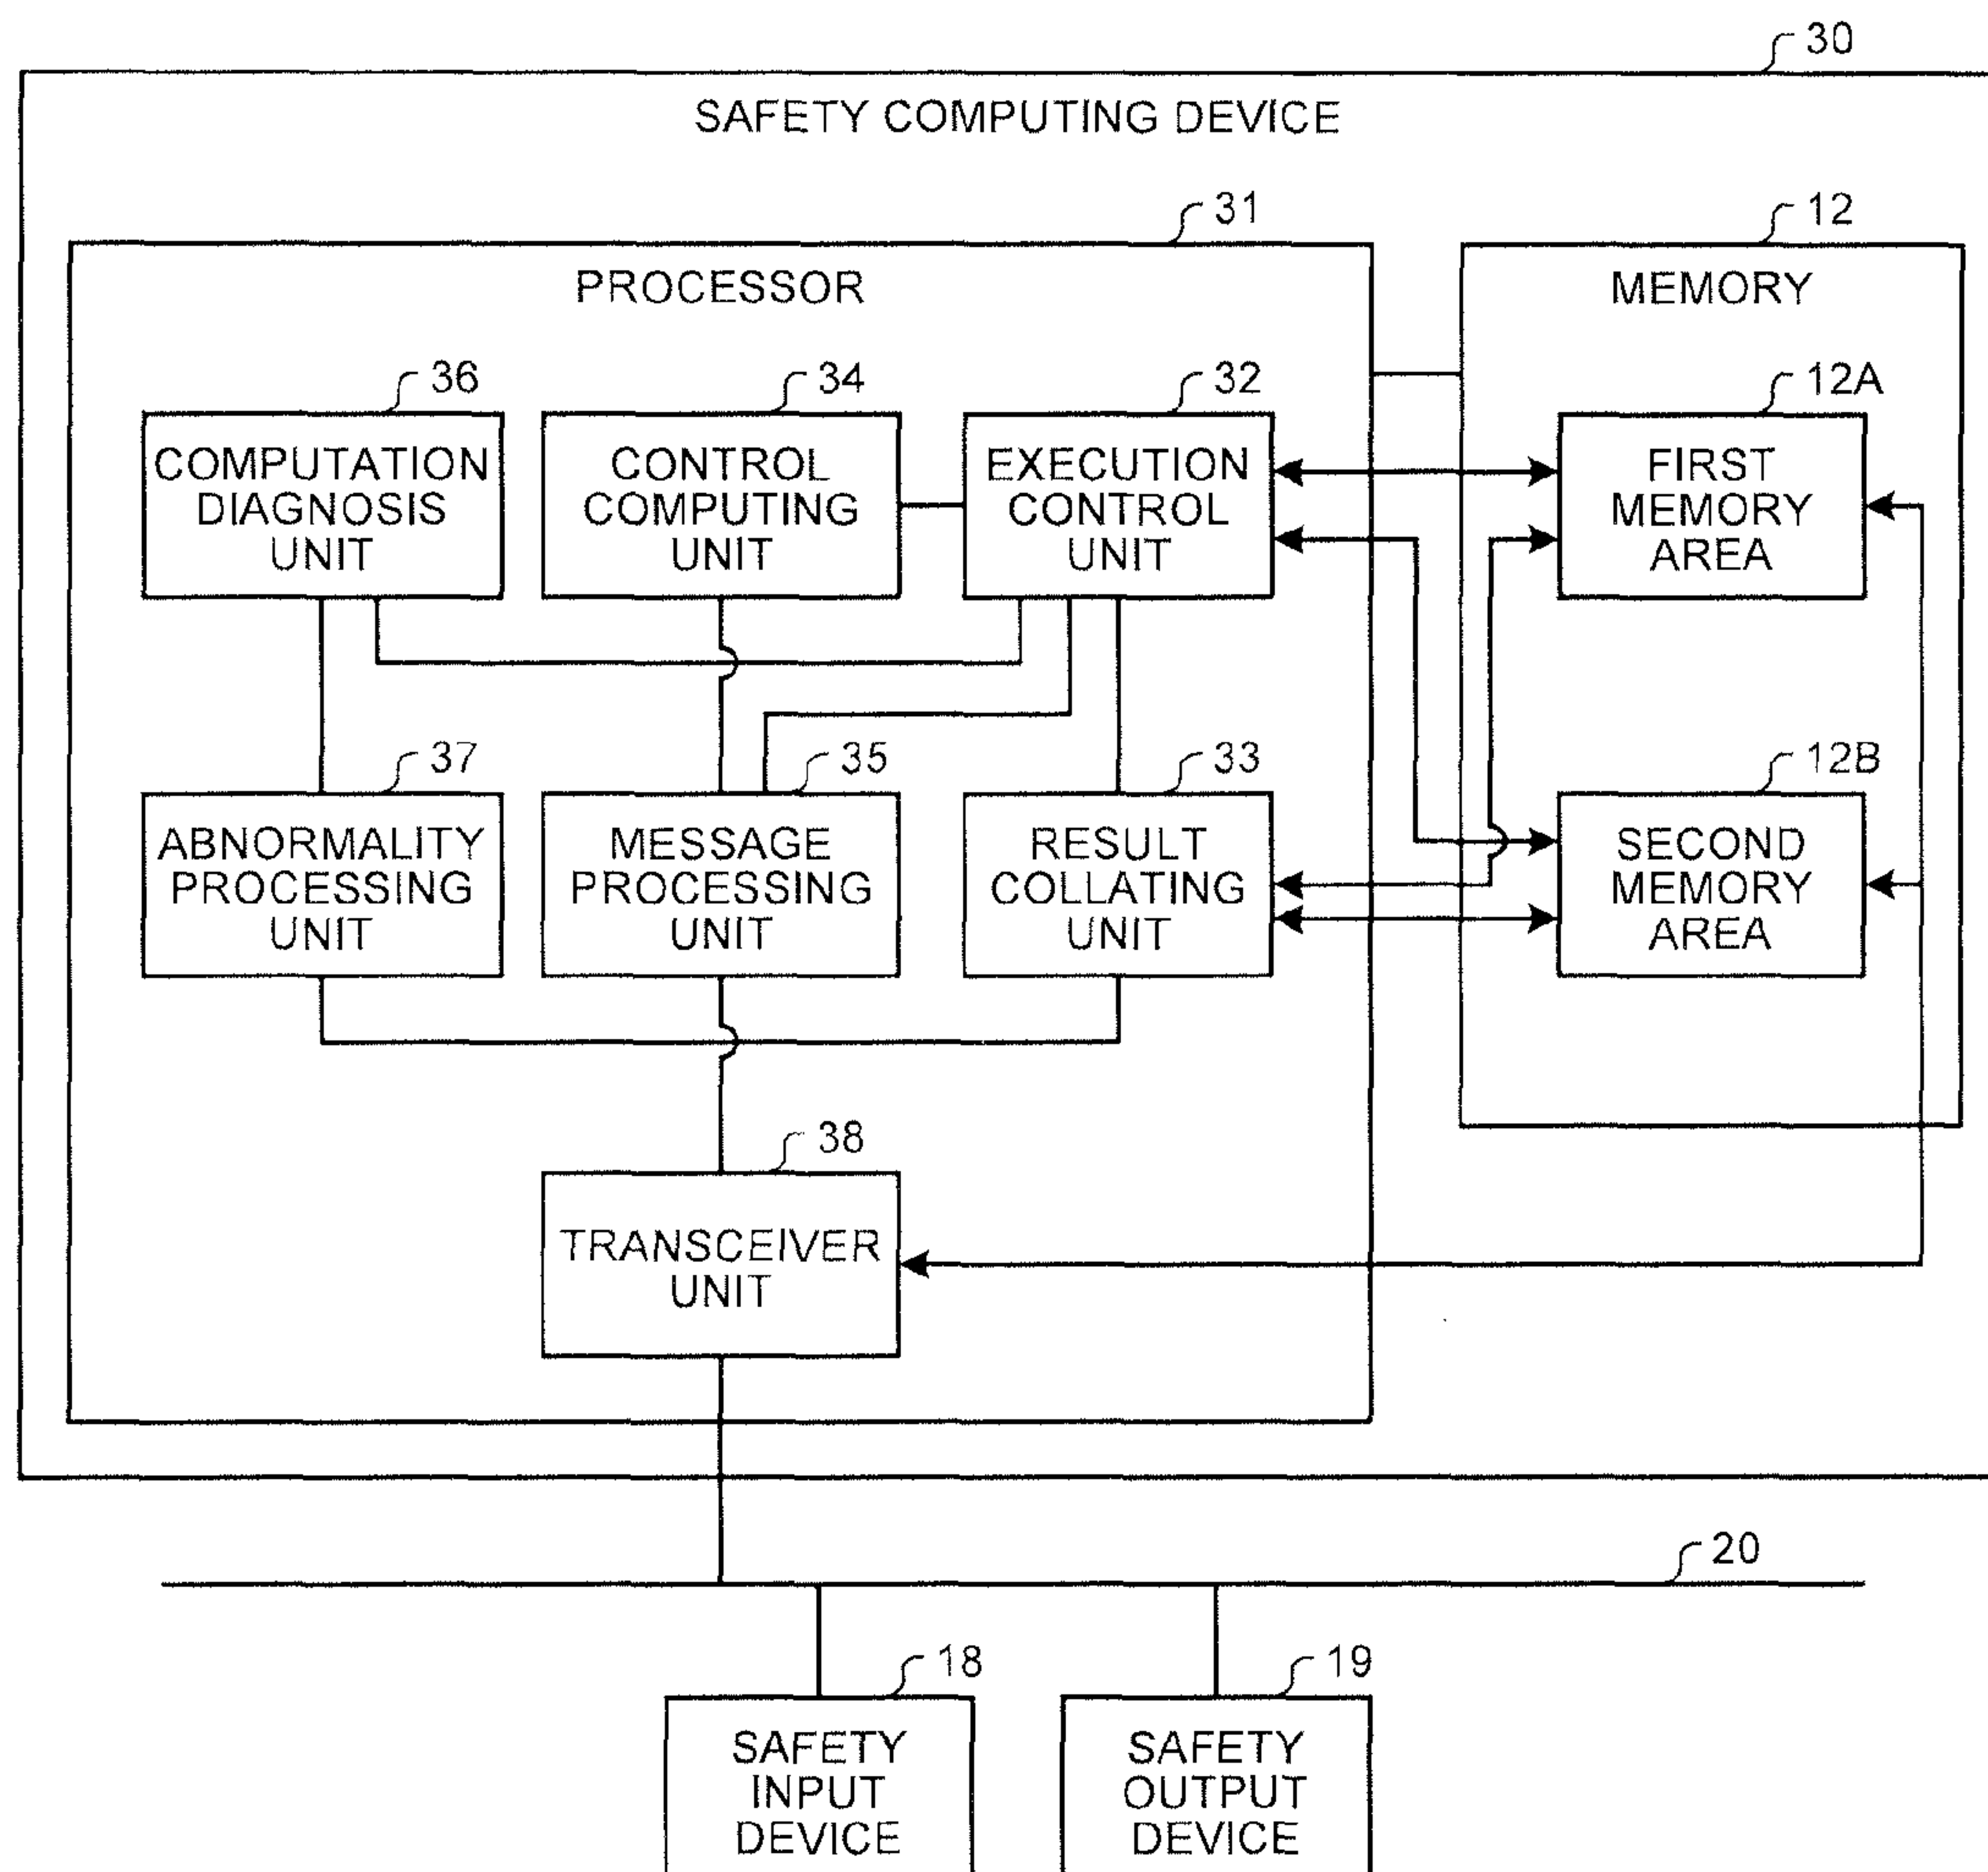 30
SAFETY COMPUTING DEVICE
31
12
PROCESSOR
MEMORY
36
34
32
12A
COMPUTATION
DIAGNOSIS
UNIT
CONTROL
COMPUTING
UNIT
EXECUTION
CONTROL
UNIT
FIRST
MEMORY
AREA
37
35
33
12B
ABNORMALITY
PROCESSING
UNIT
MESSAGE
PROCESSING
UNIT
RESULT
COLLATING
UNIT
SECOND
MEMORY
AREA
38
TRANSCEIVER
UNIT
20
18
19
SAFETY
INPUT
DEVICE
SAFETY
OUTPUT
DEVICE